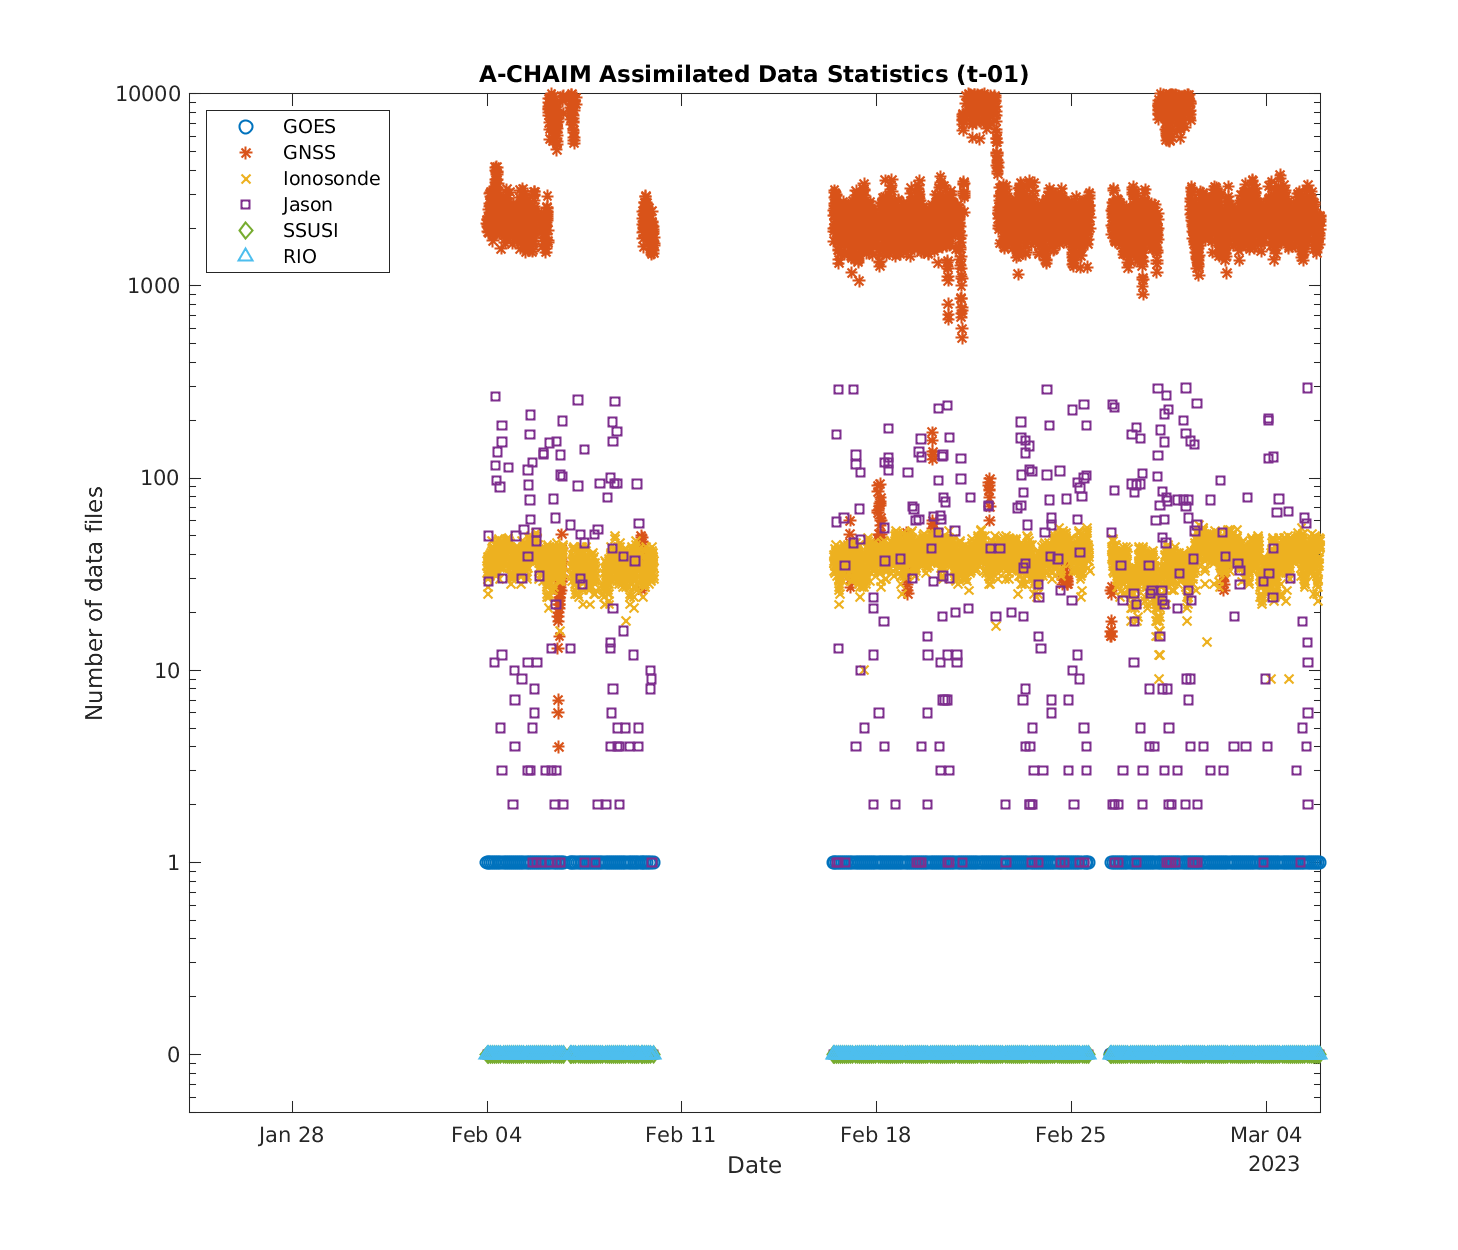 A-CHAIM Assimilated Data Statistics (t-01)
10000
1000
100
10
1
0
Number of data files
GOES
GNSS
Ionosonde
Jason
SSUSI
RIO
Jan 28
Feb 04
Feb 11
Feb 18
Feb 25
Mar 04
Date
2023